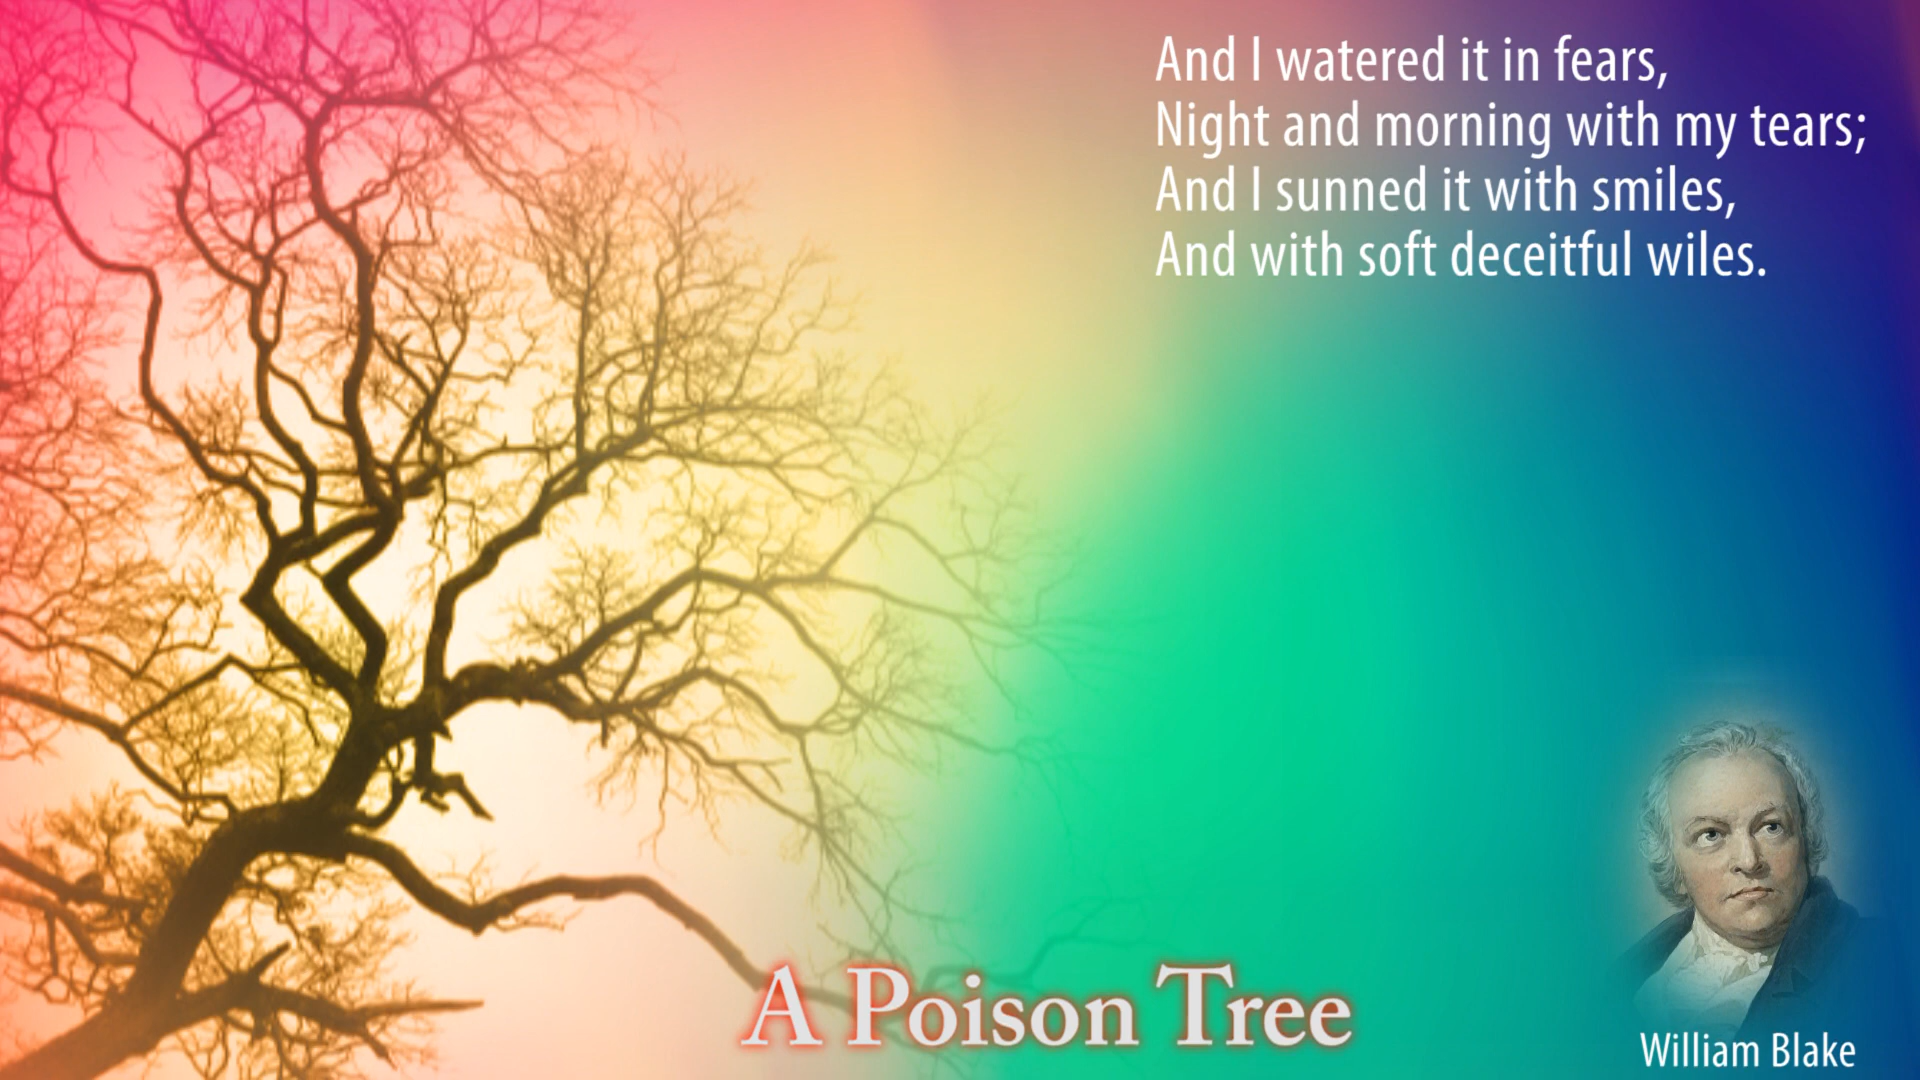 And I watered it in fears,
Night and morning with my tears;
And I sunned it with smiles,
And with soft deceitful wiles.
A Poison Tree
William Blake